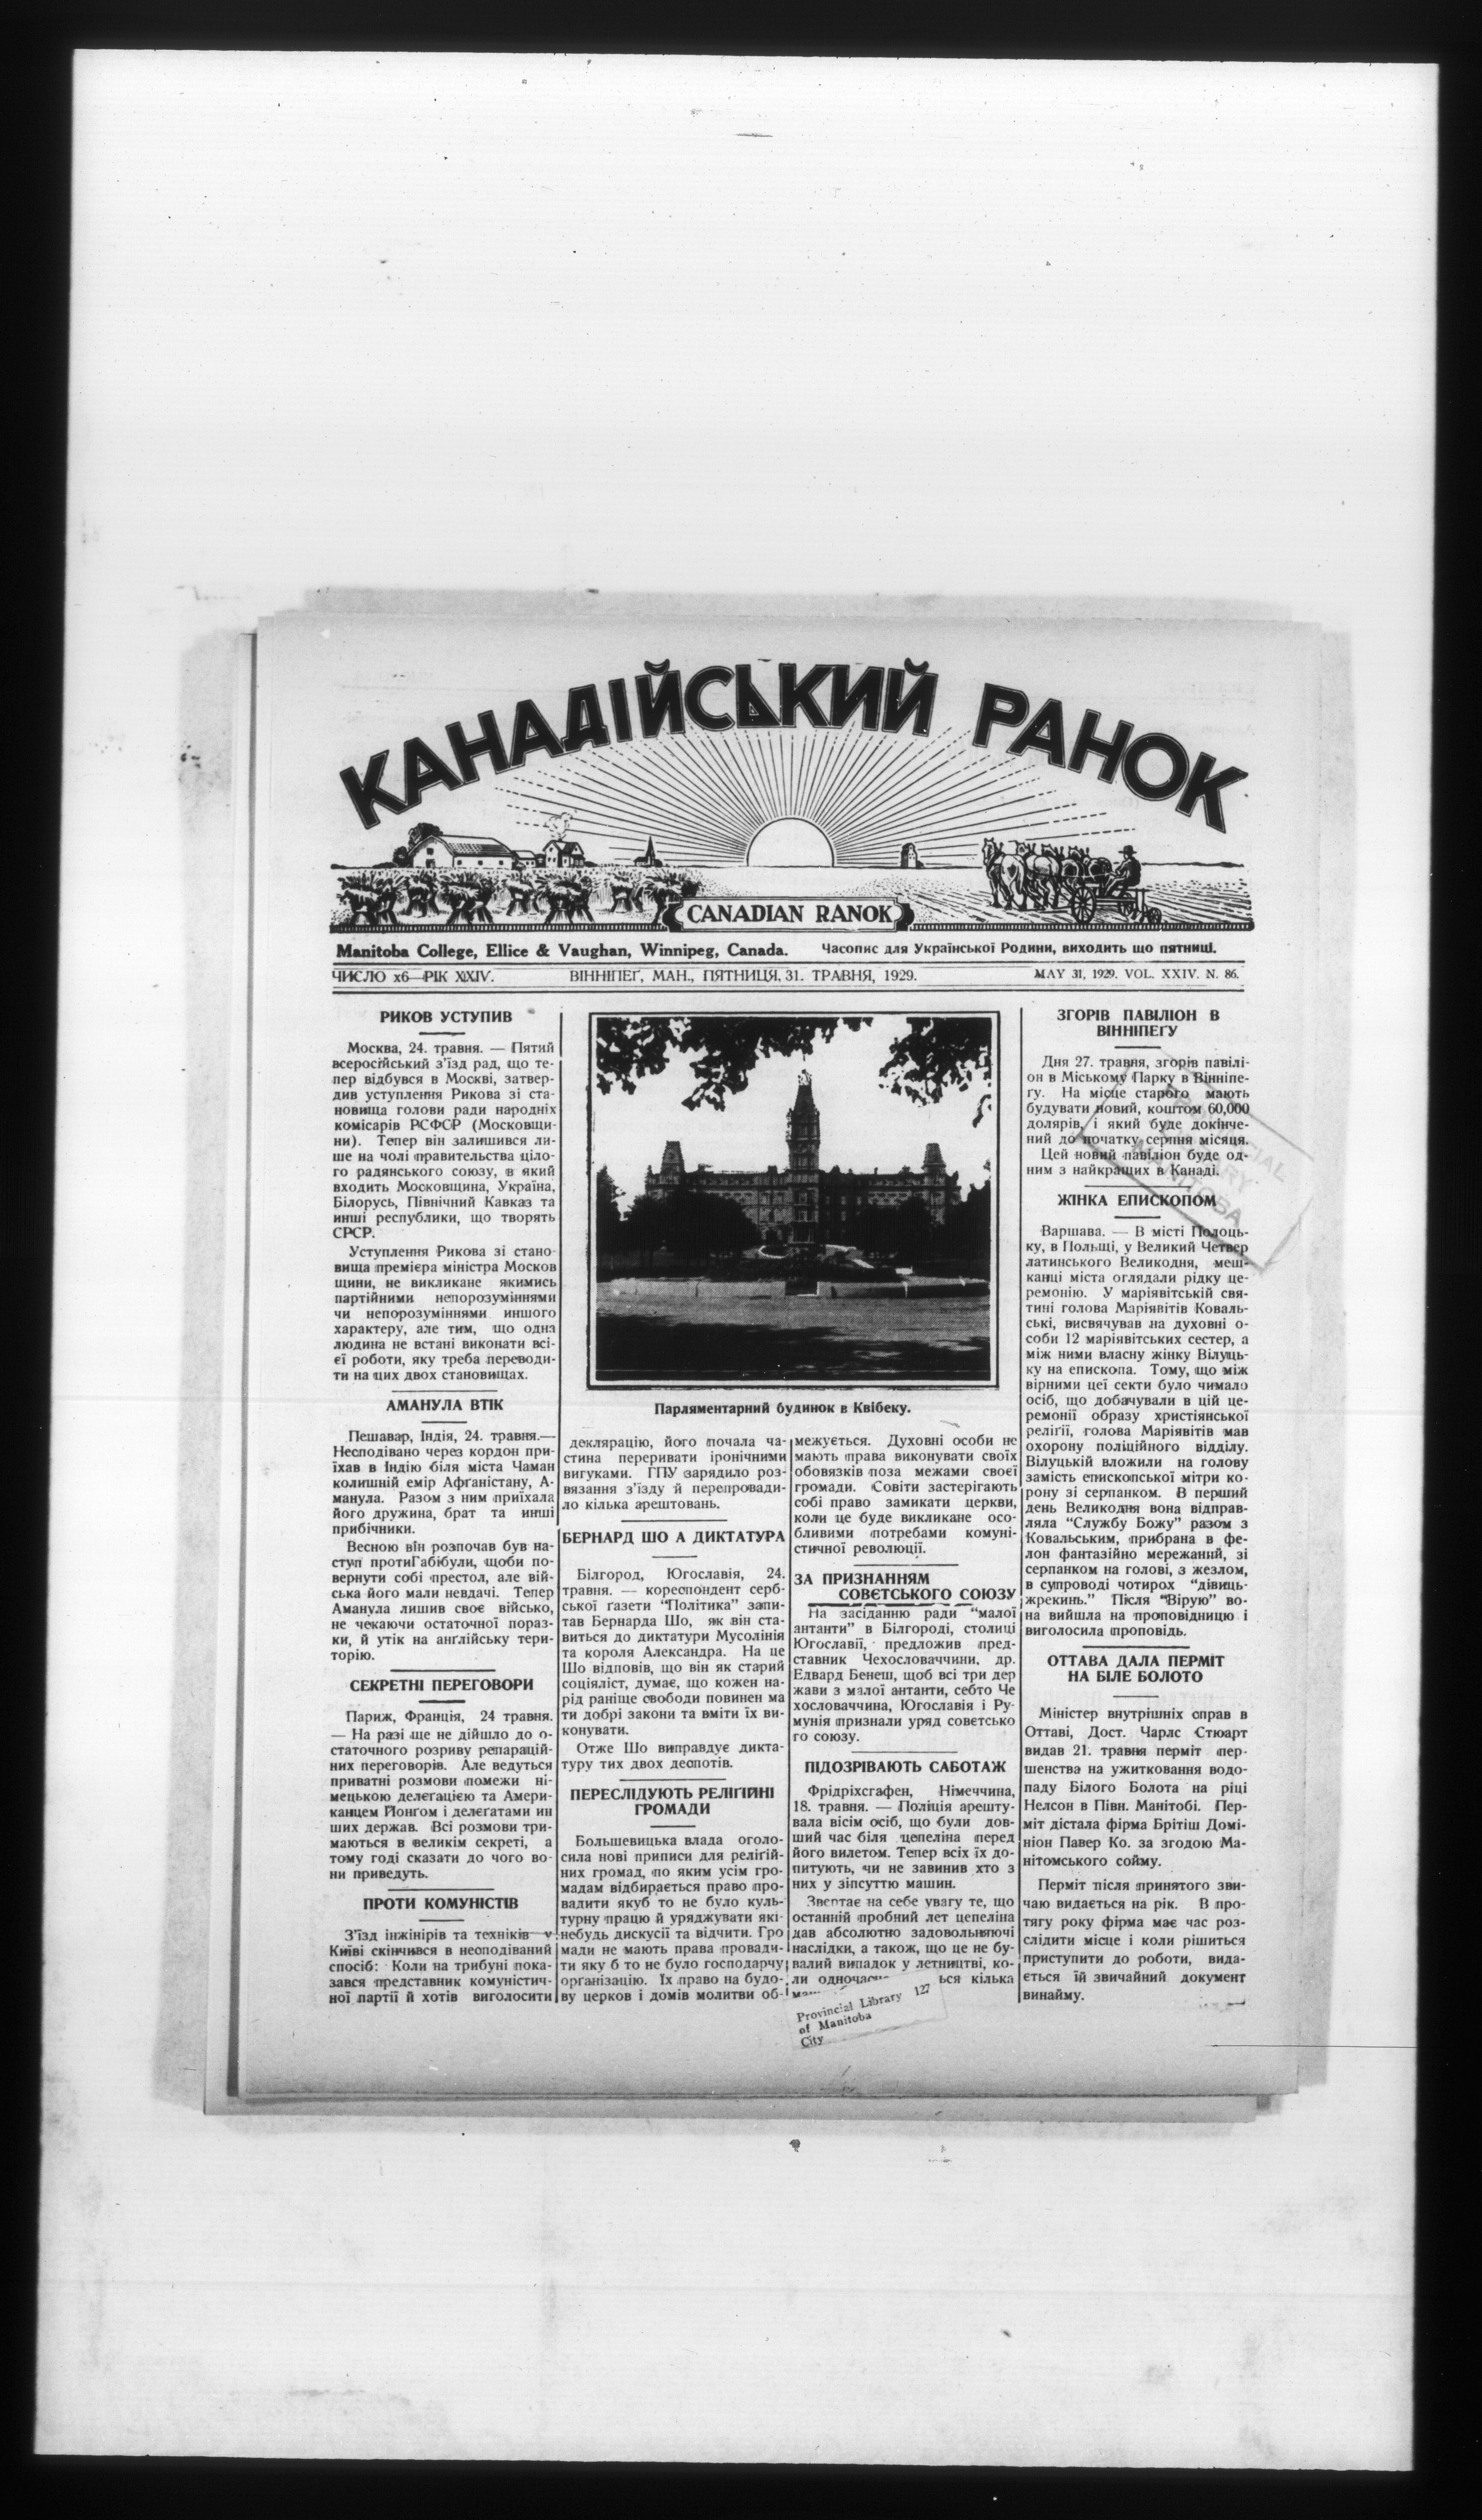 КАНАДІЙСЬКИЙ РАНОК
CANADIAN RANOK
Manitoba College, Ellice & Vaughan, Winnipeg, Canada. Часопис для Української Родини, виходить що пятниці.
ЧИСЛО х6—РІК XXIV. ВІННІПЕҐ, МАН., ПЯТНИЦЯ, 31. ТРАВНЯ, 1929. MAY 31, 1929. VOL. XXIV. N. 86.
РИКОВ УСТУПИВ
Москва, 24. травня. — Пятий
всеросійський з’їзд рад, що те-
пер відбувся в Москві, затвер-
див уступлення Рикова зі ста-
новища голови ради народніх
комісарів РСФСР (Московщи-
ни). Тепер він залишився ли-
ше на чолі правительства ціло-
го радянського союзу, в який
входить Московщина, Україна,
Білорусь, Північний Кавказ та
инші республики, що творять
СРСР.
Уступлення Рикова зі стано-
вища премієра міністра Москов
щини, не викликане якимись
партійними непорозуміннями
чи непорозуміннями иншого
характеру, але тим, що одна
людина не встані виконати всі-
єї роботи, яку треба переводи-
ти на цих двох становищах.
АМАНУЛА ВТІК
Пешавар, Індія, 24. травня.—
Несподівано через кордон при-
їхав в Індію біля міста Чаман
колишній емір Афґаністану, А-
манула. Разом з ним приїхала
його дружина, брат та инші
прибічники.
Весною він розпочав був на-
ступ протиГабібули, щоби по-
вернути собі престол, але вій-
ська його мали невдачі. Тепер
Аманула лишив своє військо,
не чекаючи остаточної пораз-
ки, й утік на анґлійську тери-
торію.
СЕКРЕТНІ ПЕРЕГОВОРИ
Париж, Франція, 24 травня.
— На разі ще не дійшло до о-
статочного розриву репарацій-
них переговорів. Але ведуться
приватні розмови помежи ні-
мецькою делєґацією та Амери-
канцем Йонґом і делєґатами ин
ших держав. Всі розмови три-
маються в великім секреті, а
тому годі сказати до чого во-
ни приведуть.
ПРОТИ КОМУНІСТІВ
З’їзд інжінірів та техніків у
Київі скінчився в несподіваний
спосіб: Коли на трибуні пока-
зався представник комуністич-
ної партії й хотів виголосити
Парляментарний будинок в Квібеку.
деклярацію, його почала ча-
стина переривати іронічними
вигуками. ГПУ зарядило роз-
вязання з’їзду й перепровади-
ло кілька арештовань.
БЕРНАРД ШО А ДИКТАТУРА
Білгород, Югославія, 24.
травня. — кореспондент серб-
ської ґазети “Політика” запи-
тав Бернарда Шо, як він ста-
виться до диктатури Мусолінія
та короля Александра. На це
Шо відповів, що він як старий
соціяліст, думає, що кожен на-
рід раніще свободи повинен ма
ти добрі закони та вміти їх ви-
конувати.
Отже Шо виправдує дикта-
туру тих двох деспотів.
ПЕРЕСЛІДУЮТЬ РЕЛІГІЙНІ
ГРОМАДИ
Большевицька влада оголо-
сила нові приписи для релігій-
них громад, по яким усім гро-
мадам відбирається право про-
вадити якуб то не було куль-
турну працю й уряджувати які-
небудь дискусії та відчити. Гро
мади не мають права провади-
ти яку б то не було господарчу
орґанізацію. Їх право на будо-
ву церков і домів молитви об-
межується. Духовні особи не
мають права виконувати своїх
обовязків поза межами своєї
громади. Совіти застерігають
собі право замикати церкви,
коли це буде викликане осо-
бливими потребами комуні-
стичної революції.
ЗА ПРИЗНАННЯМ
СОВЄТСЬКОГО СОЮЗУ
На засіданню ради “малої
антанти” в Білгороді, столиці
Югославії, предложив пред-
ставник Чехословаччини, др.
Едвард Бенеш, щоб всі три дер
жави з малої антанти, себто Че
хословаччина, Югославія і Ру-
мунія признали уряд совєтсько
го союзу.
ПІДОЗРІВАЮТЬ САБОТАЖ
Фрідріхсгафен, Німеччина,
18. травня. — Поліція арешту-
вала вісім осіб, що були дов-
ший час біля цепеліна перед
його вилетом. Тепер всіх їх до-
питують, чи не завинив хто з
них у зіпсуттю машин.
Звертає на себе увагу те, що
останній пробний лет цепеліна
дав абсолютно задовольняючі
наслідки, а також, що це не бу-
валий випадок у летництві, ко-
ли ься кілька
Provincial Library 127
of Manitoba
City
ЗГОРІВ ПАВІЛІОН В
ВІННІПЕҐУ
Дня 27. травня, згорів павілі-
он в Міському Парку в Вінніпе-
ґу. На місце старого мають
будувати новий, коштом 60,000
долярів, і який буде докінче-
ний до початку серпня місяця.
Цей новий павіліон буде од-
ним з найкращих в Канаді.
ЖІНКА ЕПИСКОПОМ
Варшава. — В місті Полоць-
ку, в Польщі, у Великий Четвер
латинського Великодня, меш-
канці міста оглядали рідку це-
ремонію. У маріявітській свя-
тині голова Маріявітів Коваль-
ські, висвячував на духовні о-
соби 12 маріявітських сестер, а
між ними власну жінку Вілуць-
ку на епископа. Тому, що між
вірними цеї секти було чимало
осіб, що добачували в цій це-
ремонії образу християнської
релігії, голова Маріявітів мав
охорону поліційного відділу.
Вілуцькій вложили на голову
замість епископської мітри ко-
рону зі серпанком. В перший
день Великодня вона відправ-
ляла “Службу Божу” разом з
Ковальським, прибрана в фе-
лон фантазійно мережаний, зі
серпанком на голові, з жезлом,
в супроводі чотирох “дівиць-
жрекинь.” Після “Вірую” во-
на вийшла на проповідницю і
виголосила проповідь.
ОТТАВА ДАЛА ПЕРМІТ
НА БІЛЕ БОЛОТО
Міністер внутрішніх справ в
Оттаві, Дост. Чарлс Стюарт
видав 21. травня перміт пер-
шенства на ужитковання водо-
паду Білого Болота на ріці
Нелсон в Півн. Манітобі. Пер-
міт дістала фірма Брітіш Домі-
ніон Павер Ко. за згодою Ма-
нітомського сойму.
Перміт після принятого зви-
чаю видається на рік. В про-
тягу року фірма має час роз-
слідити місце і коли рішиться
приступити до роботи, вида-
ється їй звичайний документ
винайму.